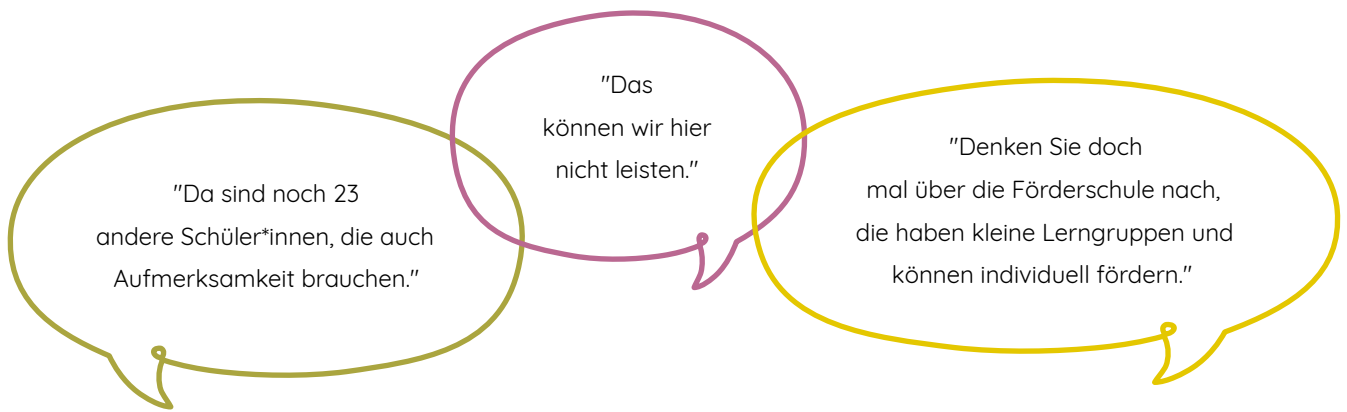 "Da sind noch 23
andere Schüler*innen, die auch
Aufmerksamkeit brauchen."
"Das
können wir hier
nicht leisten."
"Denken Sie doch
mal über die Förderschule nach,
die haben kleine Lerngruppen und
können individuell fördern."